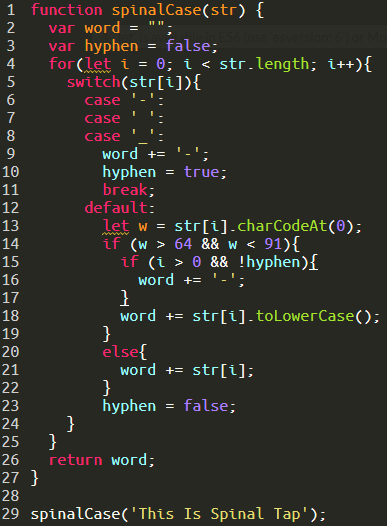 1 function spinalCase(str) {
2 var word = "";
3 var hyphen = false;
4 for(let i = 0; i < str.length; i++){
5 switch(str[i]){
6 case '-':
7 case ' ':
8 case '_':
9 word += '-';
10 hyphen = true;
11 break;
12 default:
13 let w = str[i].charCodeAt(0);
14 if (w > 64 && w < 91){
15 if (i > 0 && !hyphen){
16 word += '-';
17 }
18 word += str[i].toLowerCase();
19 }
20 else{
21 word += str[i];
22 }
23 hyphen = false;
24 }
25 }
26 return word;
27 }
28
29 spinalCase('This Is Spinal Tap');